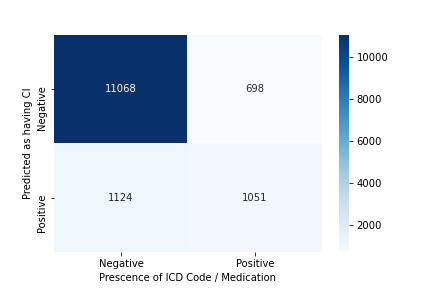 Predicted as having CI
Negative
Positive
11068
698
1124
1051
Negative
Positive
Prescence of ICD Code / Medication
10000
8000
6000
4000
2000